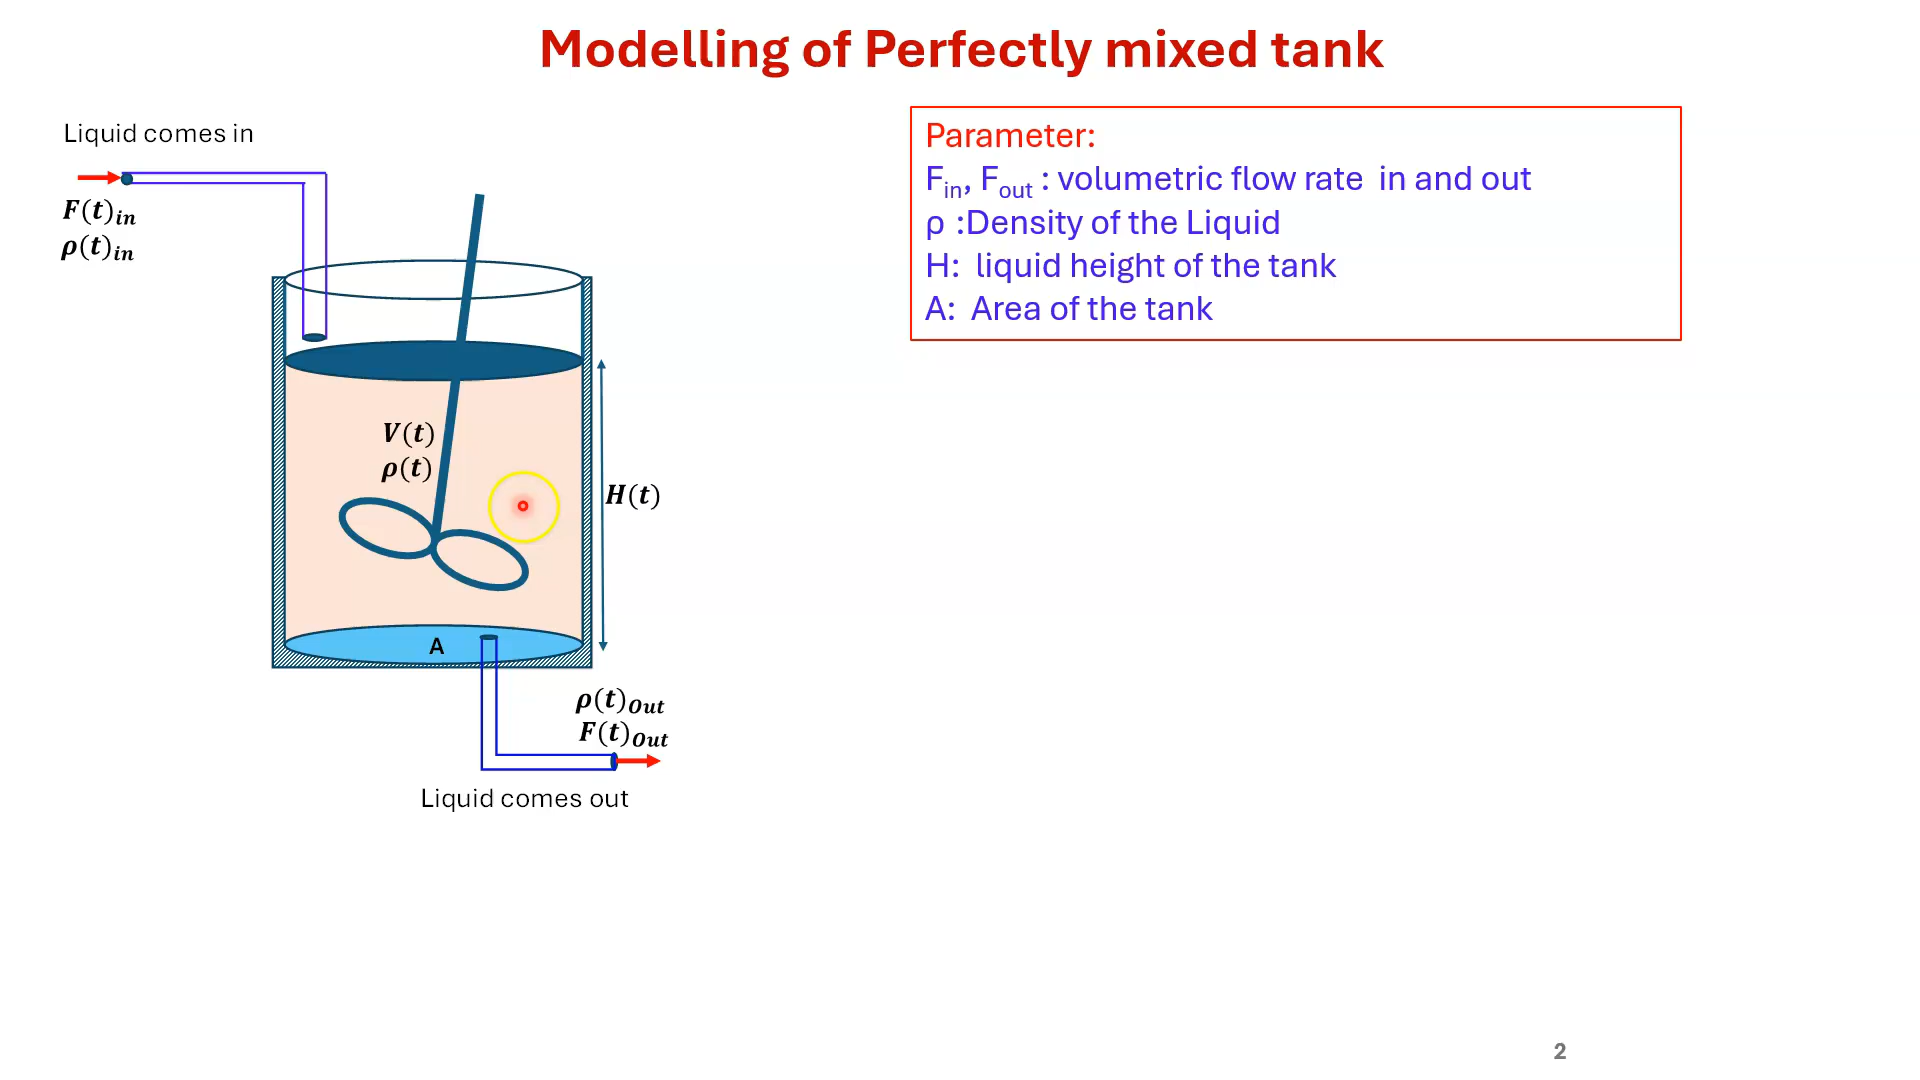 Modelling of Perfectly mixed tank
Liquid comes in
F(t)in
ρ(t)in
Parameter:
Fin, Fout : volumetric flow rate in and out
ρ :Density of the Liquid
H: liquid height of the tank
A: Area of the tank
V(t)
ρ(t)
H(t)
A
ρ(t)Out
F(t)Out
Liquid comes out
2